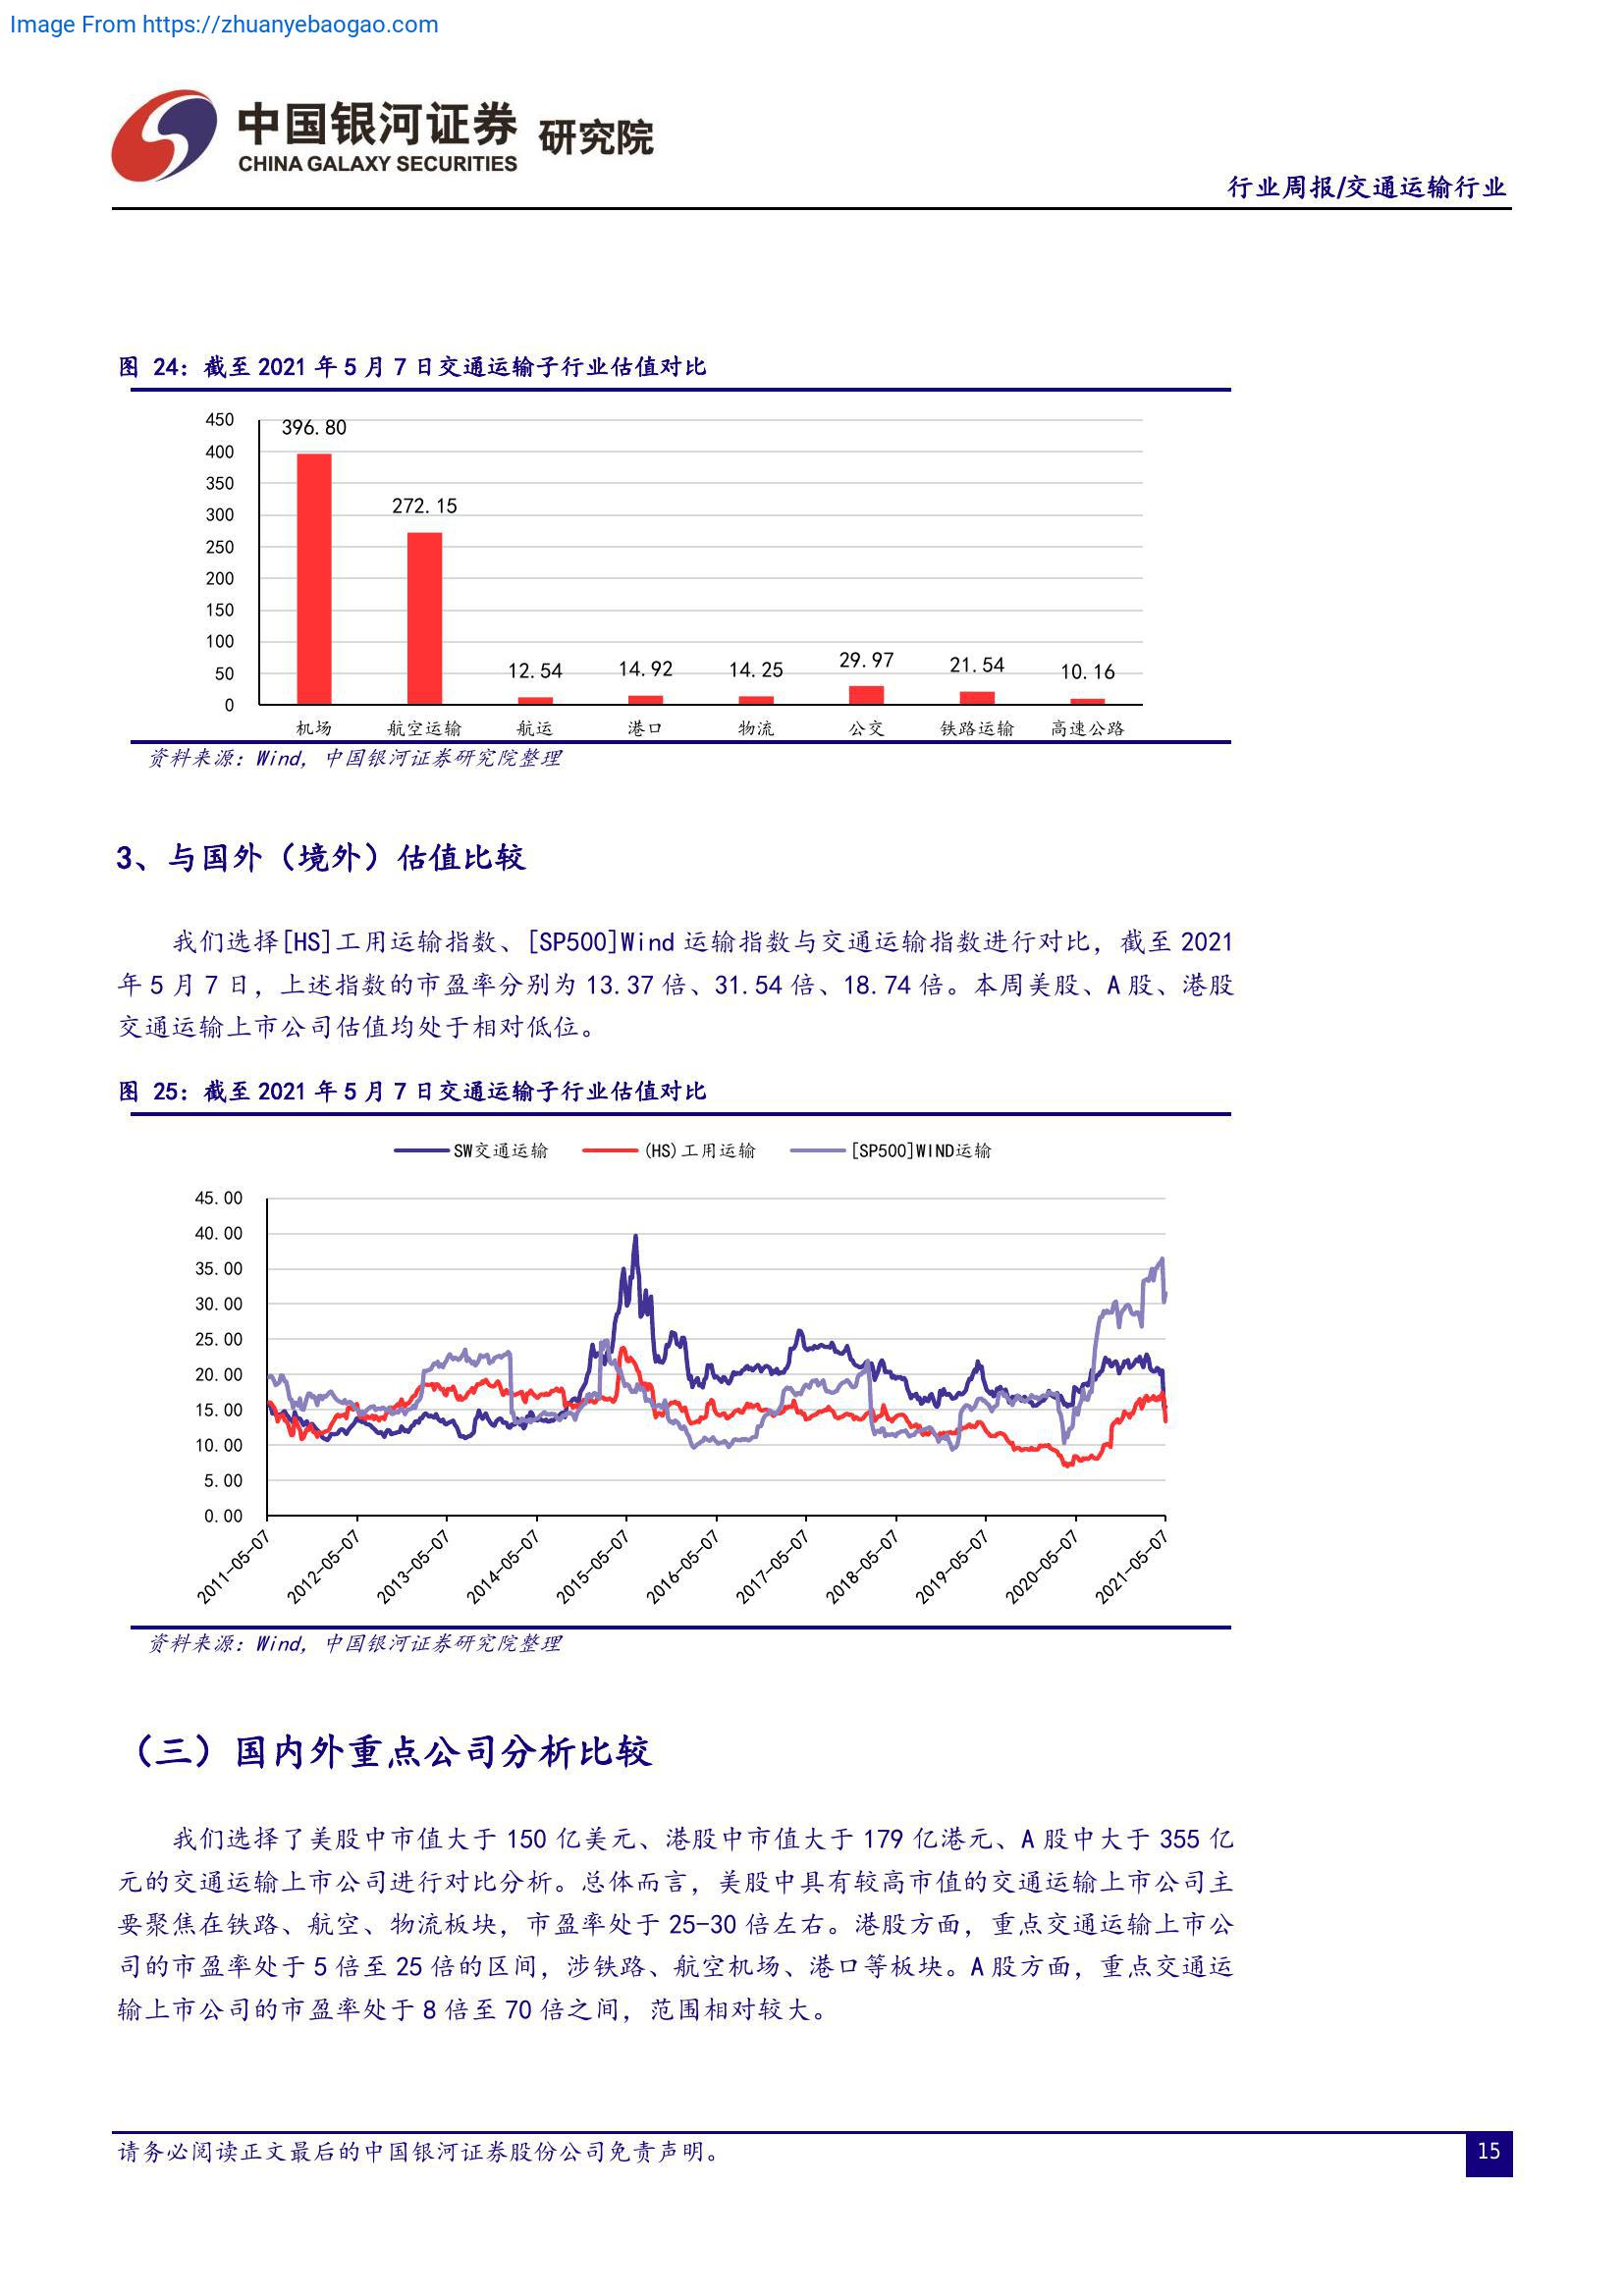 Image From https://zhuanyebaogao.com
中国银河证券 研究院
CHINA GALAXY SECURITIES
行业周报/交通运输行业
图 24：截至 2021 年 5 月 7 日交通运输子行业估值对比
450
400
350
300
250
200
150
100
50
0
396.80
272.15
12.54
14.92
14.25
29.97
21.54
10.16
机场 航空运输 航运 港口 物流 公交 铁路运输 高速公路
资料来源：Wind，中国银河证券研究院整理
3、与国外（境外）估值比较
我们选择[HS]工用运输指数、[SP500]Wind 运输指数与交通运输指数进行对比，截至 2021
年 5 月 7 日，上述指数的市盈率分别为 13.37 倍、31.54 倍、18.74 倍。本周美股、A 股、港股
交通运输上市公司估值均处于相对低位。
图 25：截至 2021 年 5 月 7 日交通运输子行业估值对比
SW交通运输 (HS)工用运输 [SP500]WIND运输
45.00
40.00
35.00
30.00
25.00
20.00
15.00
10.00
5.00
0.00
2011-05-07 2012-05-07 2013-05-07 2014-05-07 2015-05-07 2016-05-07 2017-05-07 2018-05-07 2019-05-07 2020-05-07 2021-05-07
资料来源：Wind，中国银河证券研究院整理
（三）国内外重点公司分析比较
我们选择了美股中市值大于 150 亿美元、港股中市值大于 179 亿港元、A 股中大于 355 亿
元的交通运输上市公司进行对比分析。总体而言，美股中具有较高市值的交通运输上市公司主
要聚焦在铁路、航空、物流板块，市盈率处于 25-30 倍左右。港股方面，重点交通运输上市公
司的市盈率处于 5 倍至 25 倍的区间，涉铁路、航空机场、港口等板块。A 股方面，重点交通运
输上市公司的市盈率处于 8 倍至 70 倍之间，范围相对较大。
请务必阅读正文最后的中国银河证券股份公司免责声明。
15